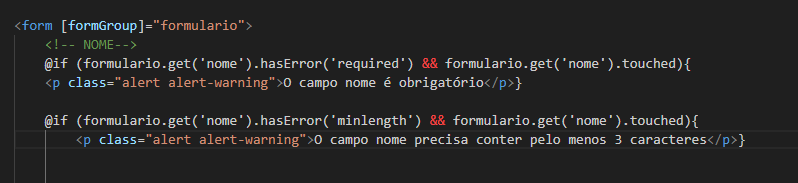 <form [formGroup]="formulario">
<!-- NOME-->
@if (formulario.get('nome').hasError('required') && formulario.get('nome').touched){
<p class="alert alert-warning">O campo nome é obrigatório</p>}
@if (formulario.get('nome').hasError('minlength') && formulario.get('nome').touched){
<p class="alert alert-warning">O campo nome precisa conter pelo menos 3 caracteres</p>}